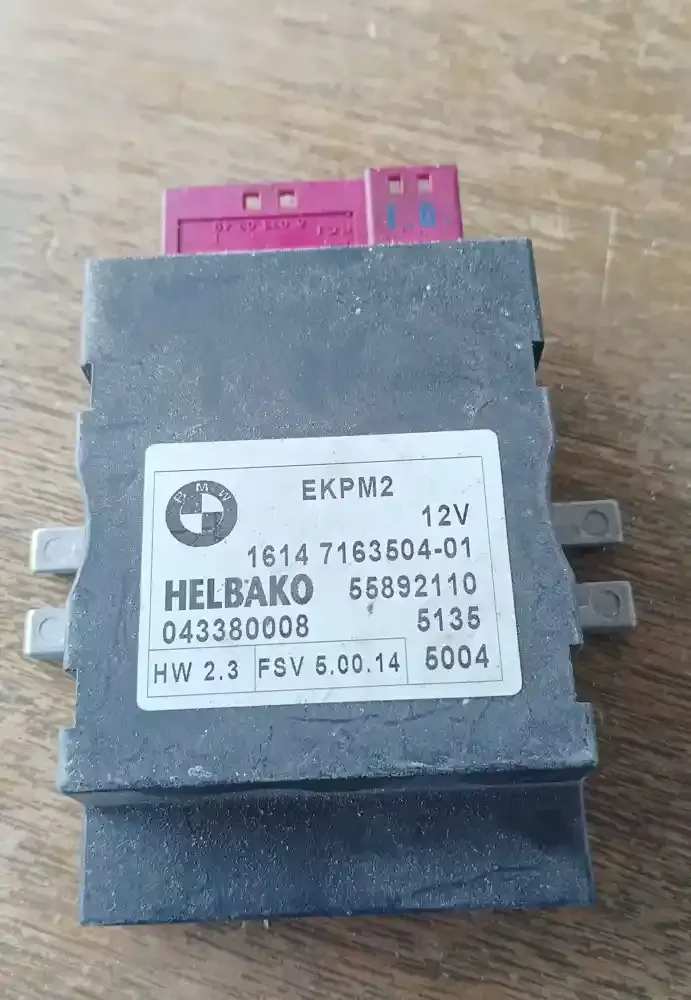 I.D.
BMW
EKPM2
12V
1614 7163504-01
HELBAKO 55892110
043380008 5135
HW 2.3 FSV 5.00.14 5004